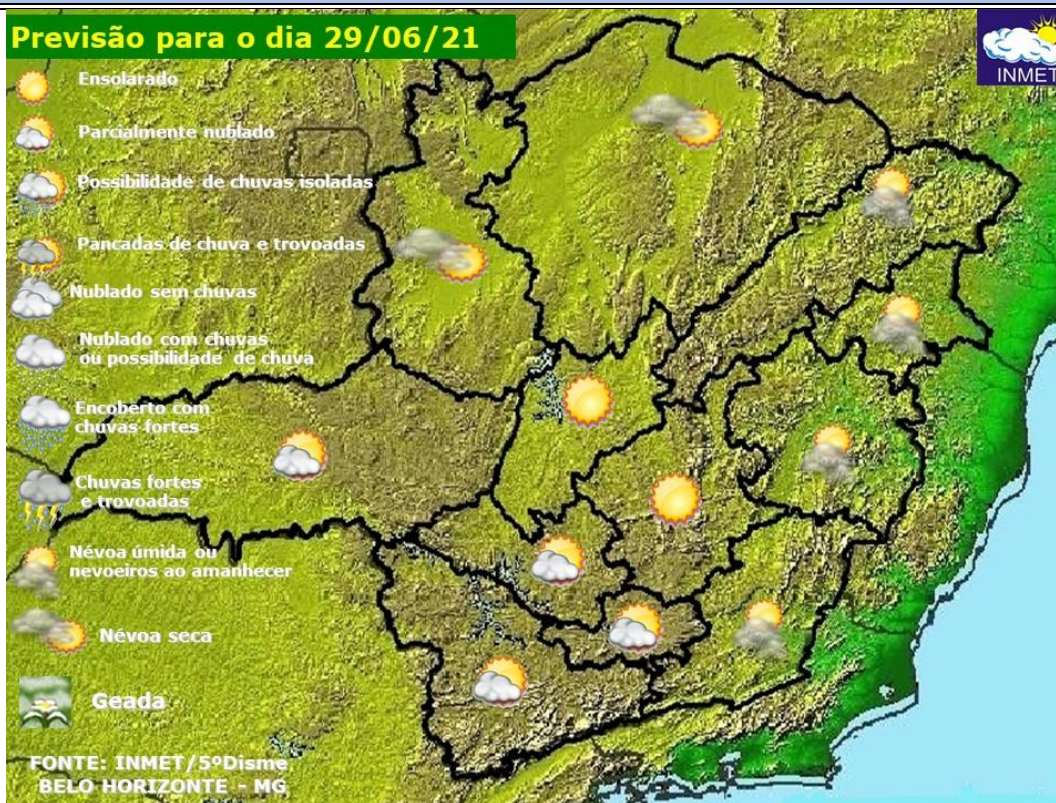 Previsão para o dia 29/06/21
INMET
Ensolarado
Parcialmente nublado
Possibilidade de chuvas isoladas
Pancadas de chuva e trovoadas
Nublado sem chuvas
Nublado com chuvas
ou possibilidade de chuva
Encoberto com
chuvas fortes
Chuvas fortes
e trovoadas
Névoa úmida ou
nevoeiros ao amanhecer
Névoa seca
Geada
FONTE: INMET/5ºDisme
BELO HORIZONTE - MG